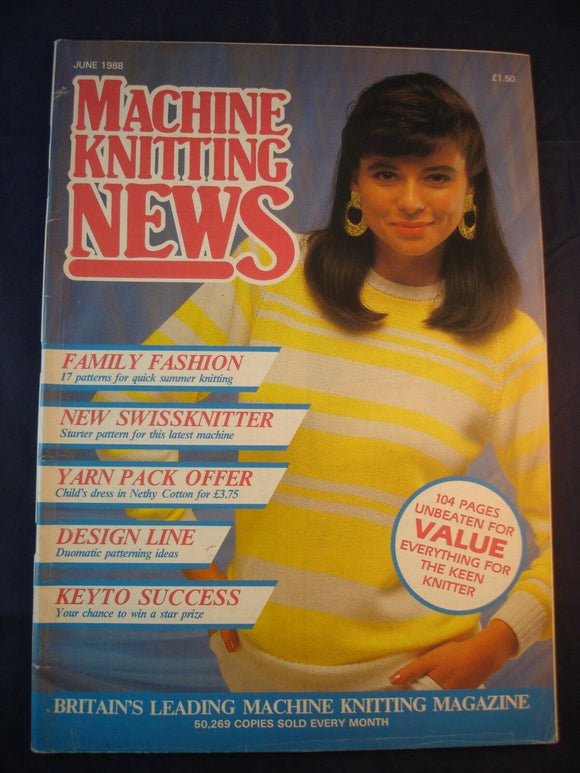 JUNE 1988
£1.50
MACHINE
KNITTING
NEWS
FAMILY FASHION
17 patterns for quick summer knitting
NEW SWISSKNITTER
Starter pattern for this latest machine
YARN PACK OFFER
Child's dress in Nethy Cotton for £3.75
DESIGN LINE
Duomatic patterning ideas
KEYTO SUCCESS
Your chance to win a star prize
104 PAGES
UNBEATEN FOR
VALUE
EVERYTHING FOR
THE KEEN
KNITTER
BRITAIN'S LEADING MACHINE KNITTING MAGAZINE
50,269 COPIES SOLD EVERY MONTH